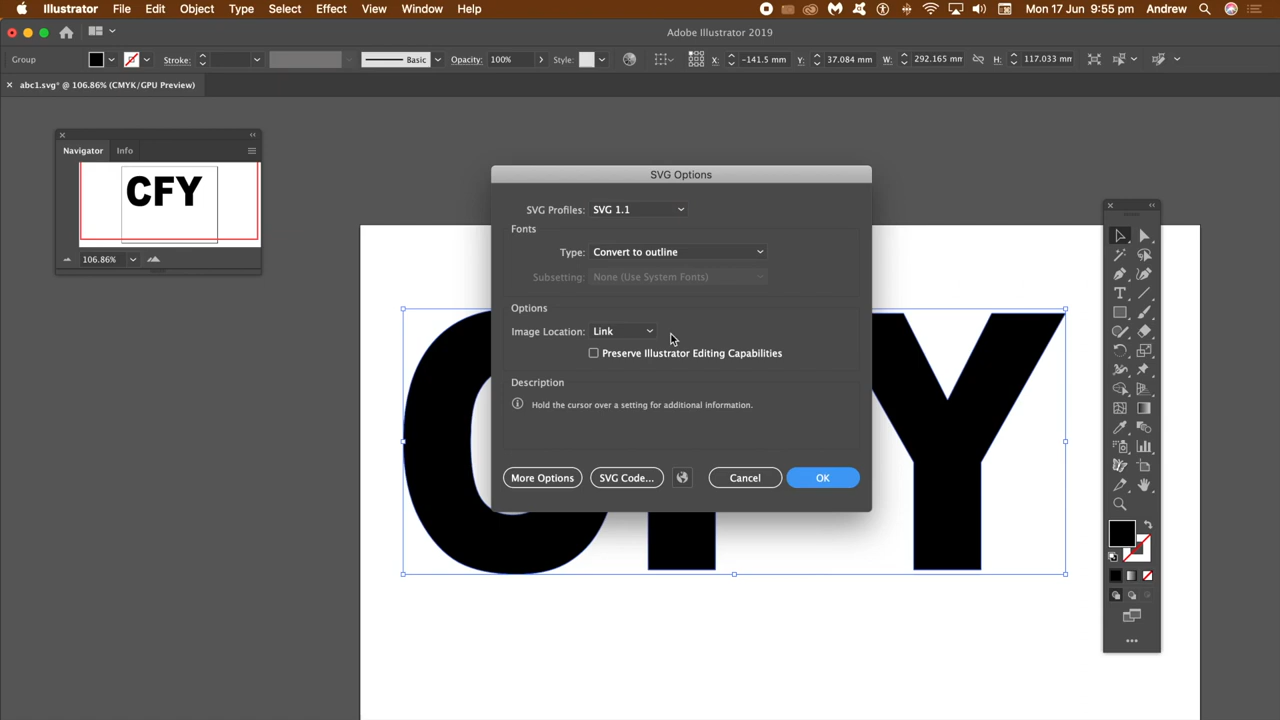 Illustrator File Edit Object Type Select Effect View Window Help Mon 17 Jun 9:55 pm Andrew
Adobe Illustrator 2019
Group Stroke: Basic Opacity: 100% Style: X: -141.5 mm Y: 37.084 mm W: 292.165 mm H: 117.033 mm
abc1.svg* @ 106.86% (CMYK/GPU Preview)
Navigator Info
CFY
106.86%
SVG Options
SVG Profiles: SVG 1.1
Fonts
Type: Convert to outline
Subsetting: None (Use System Fonts)
Options
Image Location: Link
Preserve Illustrator Editing Capabilities
Description
Hold the cursor over a setting for additional information.
More Options SVG Code... Cancel OK
CFY